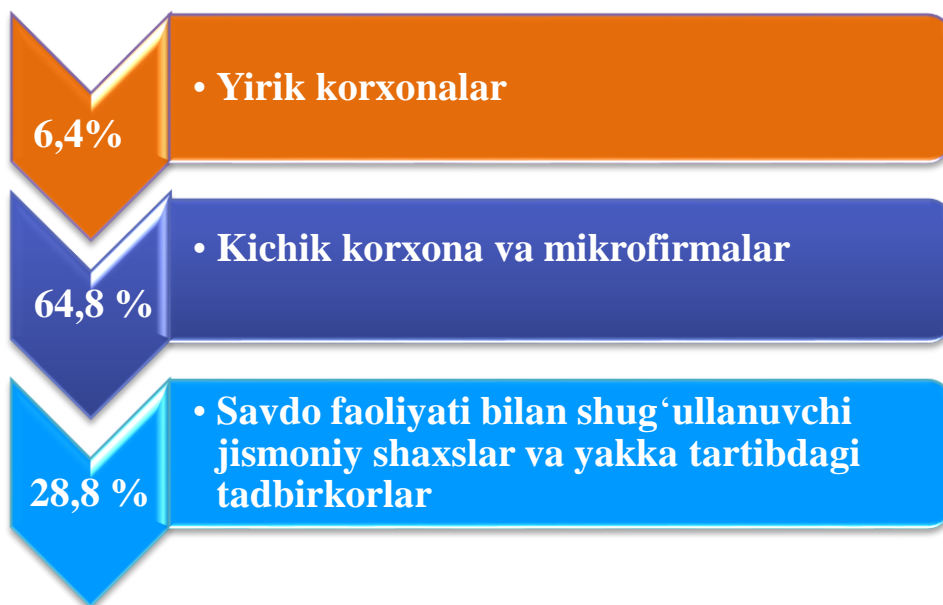 6,4%
• Yirik korxonalar
64,8 %
• Kichik korxona va mikrofirmalar
28,8 %
• Savdo faoliyati bilan shug‘ullanuvchi
jismoniy shaxslar va yakka tartibdagi
tadbirkorlar